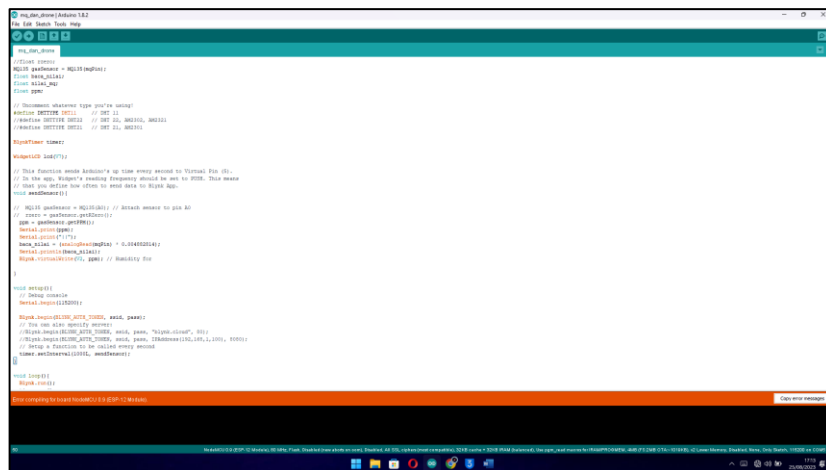 mq_dan_drone | Arduino 1.8.2
File Edit Sketch Tools Help
mq_dan_drone
//float rzero;
MQ135 gasSensor = MQ135(mqPin);
float baca_nilai;
float nilai_mq;
float ppm;
// Uncomment whatever type you're using!
#define DHTTYPE DHT11 // DHT 11
//#define DHTTYPE DHT22 // DHT 22, AM2302, AM2321
//#define DHTTYPE DHT21 // DHT 21, AM2301
BlynkTimer timer;
WidgetLCD lcd(V7);
// This function sends Arduino's up time every second to Virtual Pin (5).
// In the app, Widget's reading frequency should be set to PUSH. This means
// that you define how often to send data to Blynk App.
void sendSensor(){
// MQ135 gasSensor = MQ135(A0); // Attach sensor to pin A0
// rzero = gasSensor.getRZero();
ppm = gasSensor.getPPM();
Serial.print(ppm);
Serial.print("||");
baca_nilai = (analogRead(mqPin) * 0.004882814);
Serial.println(baca_nilai);
Blynk.virtualWrite(V2, ppm); // Humidity for
}
void setup(){
// Debug console
Serial.begin(115200);
Blynk.begin(BLYNK_AUTH_TOKEN, ssid, pass);
// You can also specify server:
//Blynk.begin(BLYNK_AUTH_TOKEN, ssid, pass, "blynk.cloud", 80);
//Blynk.begin(BLYNK_AUTH_TOKEN, ssid, pass, IPAddress(192,168,1,100), 8080);
// Setup a function to be called every second
timer.setInterval(1000L, sendSensor);
}
void loop(){
Blynk.run();
Error compiling for board NodeMCU 0.9 (ESP-12 Module).
Copy error messages
17:13
25/08/2023